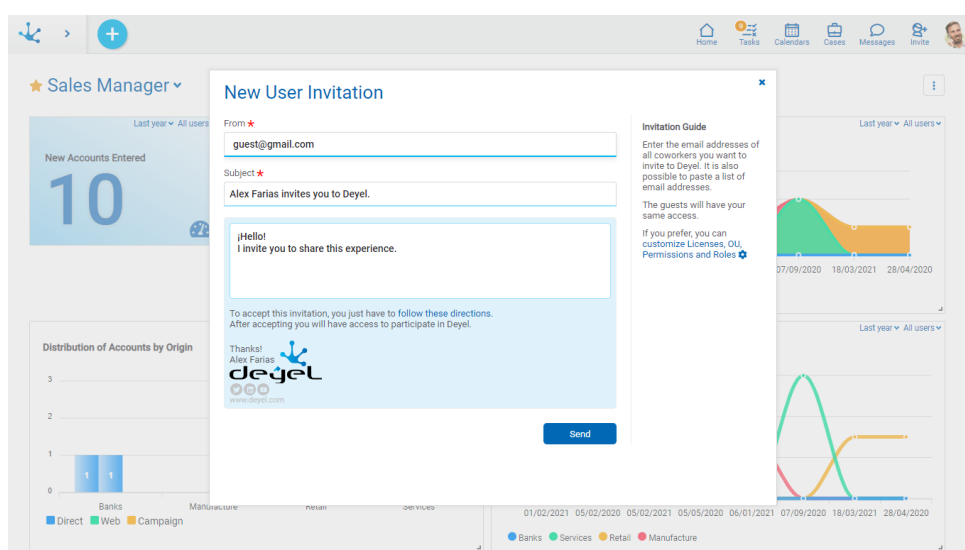 Home
Tasks
Calendars
Cases
Messages
Invite
Sales Manager
Last year All users
New Accounts Entered
10
New User Invitation
From *
guest@gmail.com
Subject *
Alex Farias invites you to Deyel.
¡Hello!
I invite you to share this experience.
To accept this invitation, you just have to follow these directions.
After accepting you will have access to participate in Deyel.
Thanks!
Alex Farias
deyel
www.deyel.com
Send
Invitation Guide
Enter the email addresses of
all coworkers you want to
invite to Deyel. It is also
possible to paste a list of
email addresses.
The guests will have your
same access.
If you prefer, you can
customize Licenses, OU,
Permissions and Roles
Last year All users
07/09/2020 18/03/2021 28/04/2020
Distribution of Accounts by Origin
3
2
1
0
1 1
Banks Manufacture Retail Services
Direct Web Campaign
Last year All users
01/02/2021 05/02/2020 05/02/2021 05/05/2020 06/01/2021 07/09/2020 18/03/2021 28/04/2020
Banks Services Retail Manufacture